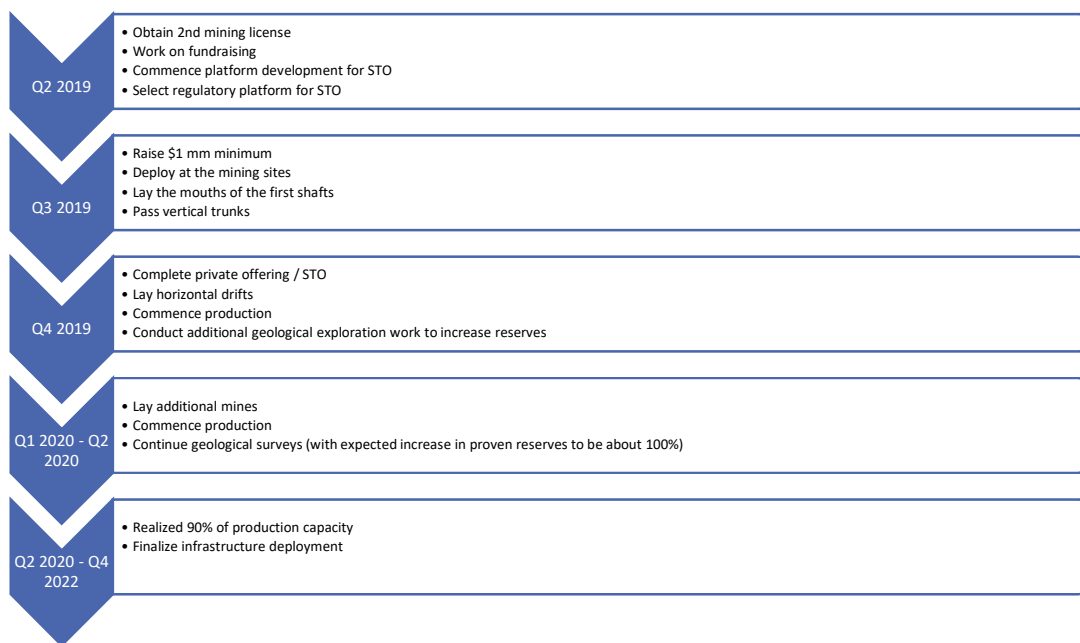 Q2 2019
• Obtain 2nd mining license
• Work on fundraising
• Commence platform development for STO
• Select regulatory platform for STO
Q3 2019
• Raise $1 mm minimum
• Deploy at the mining sites
• Lay the mouths of the first shafts
• Pass vertical trunks
Q4 2019
• Complete private offering / STO
• Lay horizontal drifts
• Commence production
• Conduct additional geological exploration work to increase reserves
Q1 2020 - Q2
2020
• Lay additional mines
• Commence production
• Continue geological surveys (with expected increase in proven reserves to be about 100%)
Q2 2020 - Q4
2022
• Realized 90% of production capacity
• Finalize infrastructure deployment